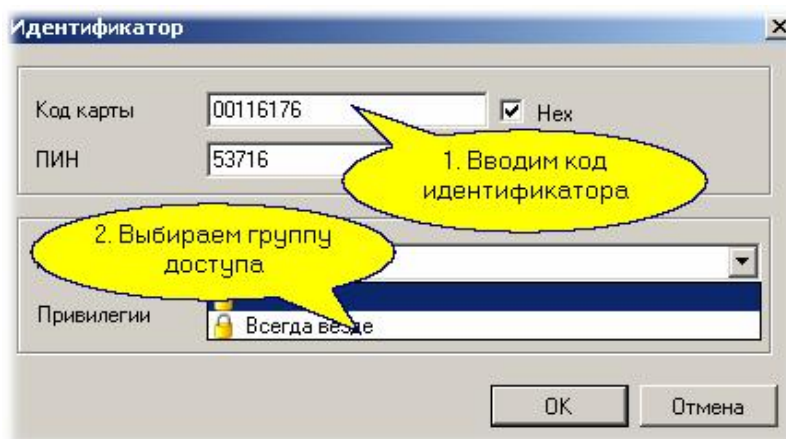 Идентификатор
Код карты 00116176 Hex
ПИН 53716
1. Вводим код
идентификатора
2. Выбираем группу
доступа
Привилегии
Всегда везде
OK Отмена